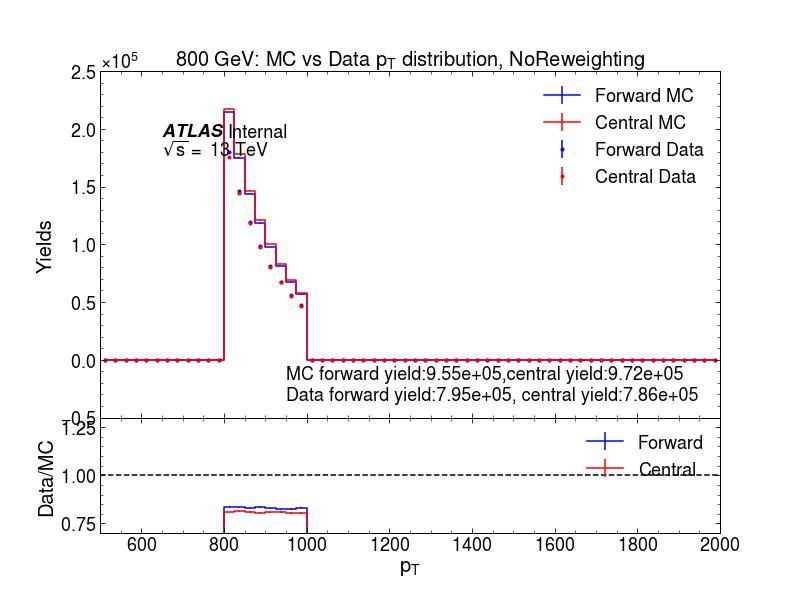 ×10⁵
800 GeV: MC vs Data p_T distribution, NoReweighting
2.5
2.0
1.5
1.0
0.5
0.0
0.5
Yields
ATLAS Internal
√s = 13 TeV
Forward MC
Central MC
Forward Data
Central Data
MC forward yield:9.55e+05,central yield:9.72e+05
Data forward yield:7.95e+05, central yield:7.86e+05
1.25
1.00
0.75
Data/MC
Forward
Central
600 800 1000 1200 1400 1600 1800 2000
p_T